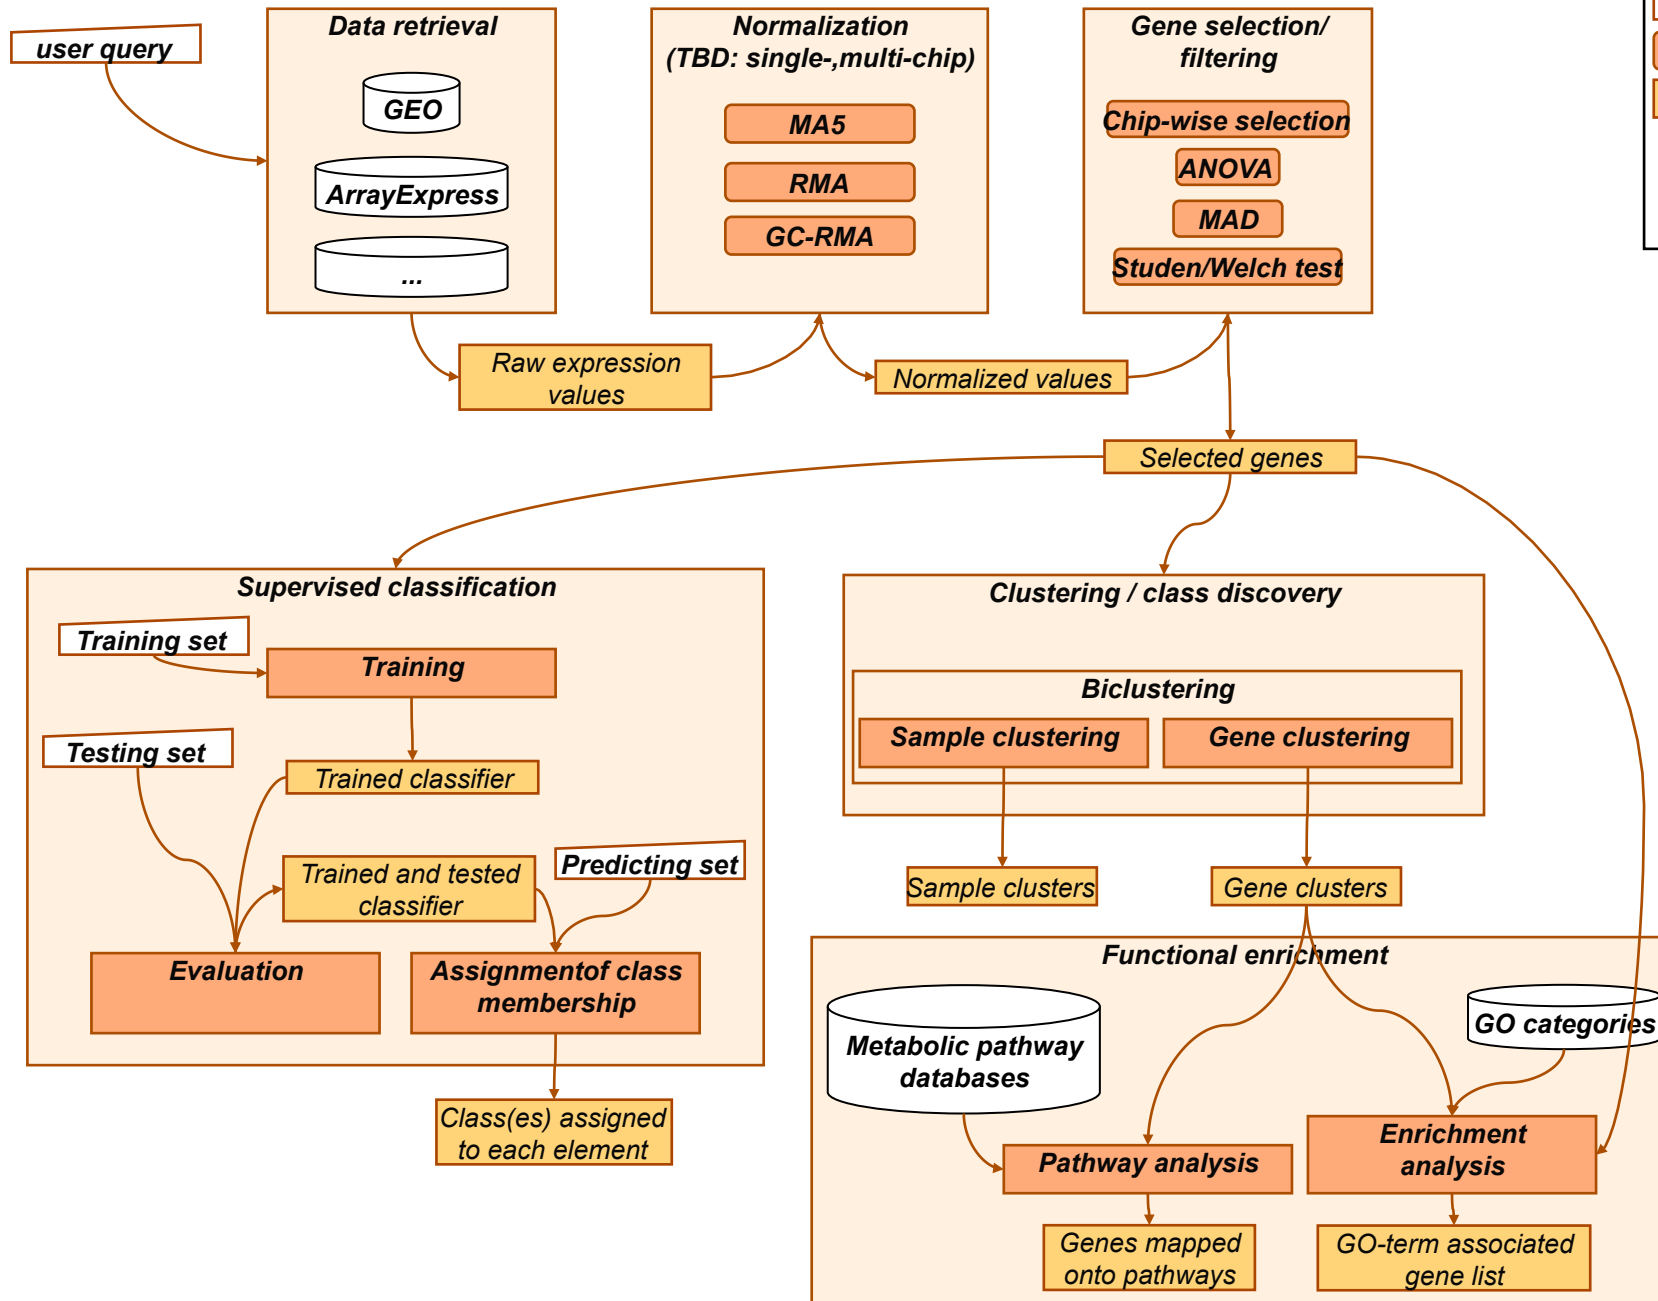 user query
Data retrieval
GEO
ArrayExpress
...
Normalization
(TBD: single-,multi-chip)
MA5
RMA
GC-RMA
Gene selection/
filtering
Chip-wise selection
ANOVA
MAD
Studen/Welch test
Raw expression
values
Normalized values
Selected genes
Supervised classification
Training set
Training
Testing set
Trained classifier
Trained and tested
classifier
Predicting set
Evaluation
Assignmentof class
membership
Class(es) assigned
to each element
Clustering / class discovery
Biclustering
Sample clustering
Gene clustering
Sample clusters
Gene clusters
Functional enrichment
Metabolic pathway
databases
GO categories
Pathway analysis
Enrichment
analysis
Genes mapped
onto pathways
GO-term associated
gene list